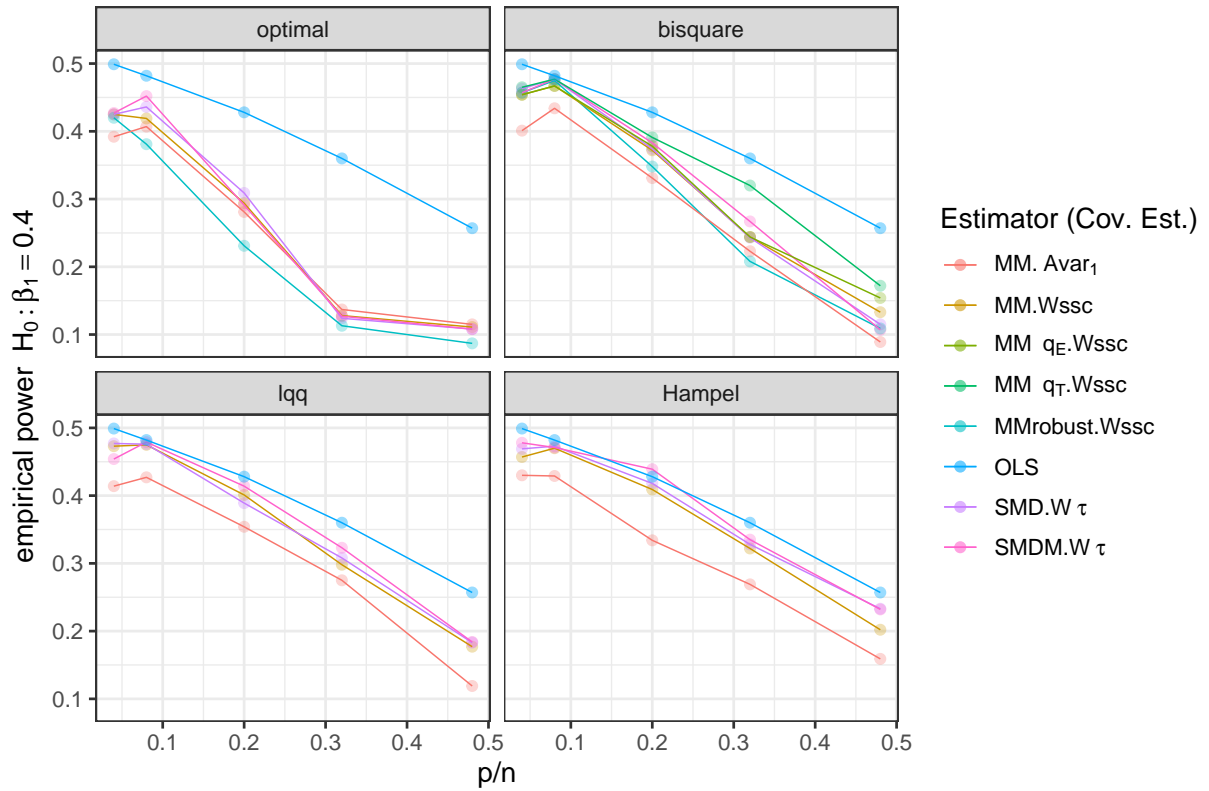 optimal
bisquare
0.5
0.4
0.3
0.2
0.1
lqq
Hampel
0.5
0.4
0.3
0.2
0.1
0.1 0.2 0.3 0.4 0.5
0.1 0.2 0.3 0.4 0.5
p/n
empirical power H₀ : β₁ = 0.4
Estimator (Cov. Est.)
MM. Avar₁
MM.Wssc
MM q_E.Wssc
MM q_T.Wssc
MMrobust.Wssc
OLS
SMD.W τ
SMDM.W τ